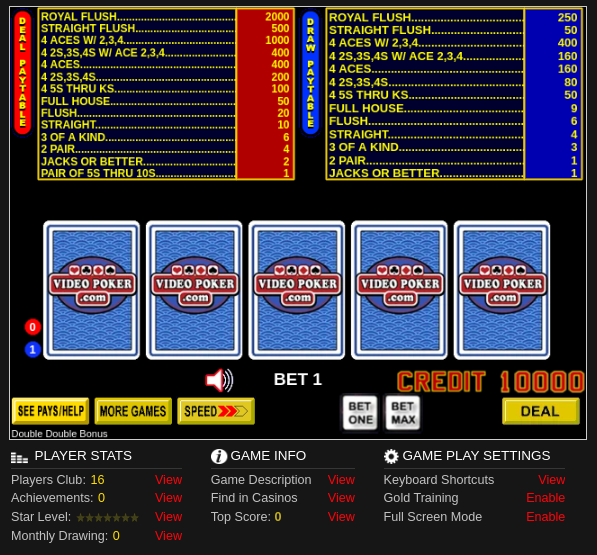 DEAL PAYTABLE
ROYAL FLUSH 2000
STRAIGHT FLUSH 500
4 ACES W/ 2,3,4 1000
4 2S,3S,4S W/ ACE 2,3,4 400
4 ACES 400
4 2S,3S,4S 200
4 5S THRU KS 100
FULL HOUSE 50
FLUSH 20
STRAIGHT 10
3 OF A KIND 6
2 PAIR 4
JACKS OR BETTER 2
PAIR OF 5S THRU 10S 1
DRAW PAYTABLE
ROYAL FLUSH 250
STRAIGHT FLUSH 50
4 ACES W/ 2,3,4 400
4 2S,3S,4S W/ ACE 2,3,4 160
4 ACES 160
4 2S,3S,4S 80
4 5S THRU KS 50
FULL HOUSE 9
FLUSH 6
STRAIGHT 4
3 OF A KIND 3
2 PAIR 1
JACKS OR BETTER 1
VIDEO POKER
.com
VIDEO POKER
.com
VIDEO POKER
.com
VIDEO POKER
.com
VIDEO POKER
.com
0
1
BET 1
CREDIT 10000
SEE PAYS/HELP
MORE GAMES
SPEED
BET ONE
BET MAX
DEAL
Double Double Bonus
PLAYER STATS
Players Club: 16 View
Achievements: 0 View
Star Level: View
Monthly Drawing: 0 View
GAME INFO
Game Description View
Find in Casinos View
Top Score: 0 View
GAME PLAY SETTINGS
Keyboard Shortcuts View
Gold Training Enable
Full Screen Mode Enable